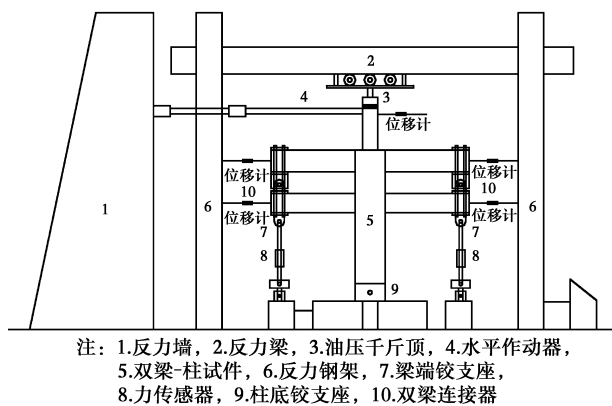 2
4
3
位移计
位移计
位移计
10
10
1
6
5
6
位移计
位移计
7
7
8
8
9
注：1.反力墙，2.反力梁，3.油压千斤顶，4.水平作动器，
5.双梁-柱试件，6.反力钢架，7.梁端铰支座，
8.力传感器，9.柱底铰支座，10.双梁连接器